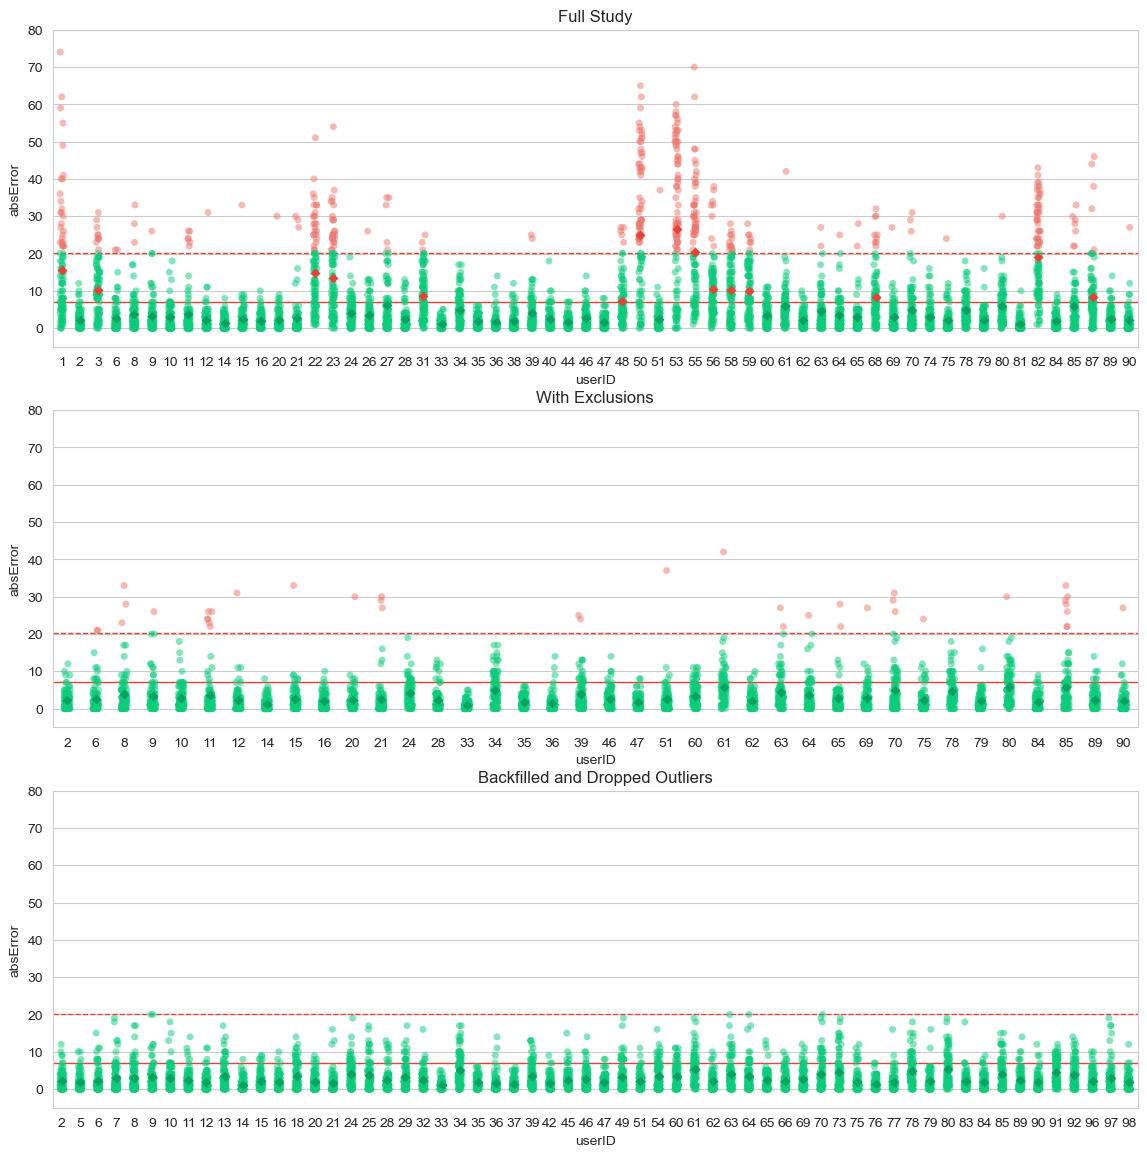 Full Study
80
70
60
50
40
30
20
10
0
absError
1 2 3 6 8 9 10 11 12 14 15 16 20 21 22 23 24 26 27 28 31 33 34 35 36 38 39 40 44 46 47 48 50 51 53 55 56 58 59 60 61 62 63 64 65 68 69 70 74 75 78 79 80 81 82 84 85 87 89 90
userID
With Exclusions
80
70
60
50
40
30
20
10
0
absError
2 6 8 9 10 11 12 14 15 16 20 21 24 28 33 34 35 36 39 46 47 51 60 61 62 63 64 65 69 70 75 78 79 80 84 85 89 90
userID
Backfilled and Dropped Outliers
80
70
60
50
40
30
20
10
0
absError
2 5 6 7 8 9 10 11 12 13 14 15 16 18 20 21 24 25 28 29 32 33 34 35 36 37 39 42 45 46 47 49 51 54 60 61 62 63 64 65 66 69 70 73 75 76 77 78 79 80 83 84 85 89 90 91 92 96 97 98
userID